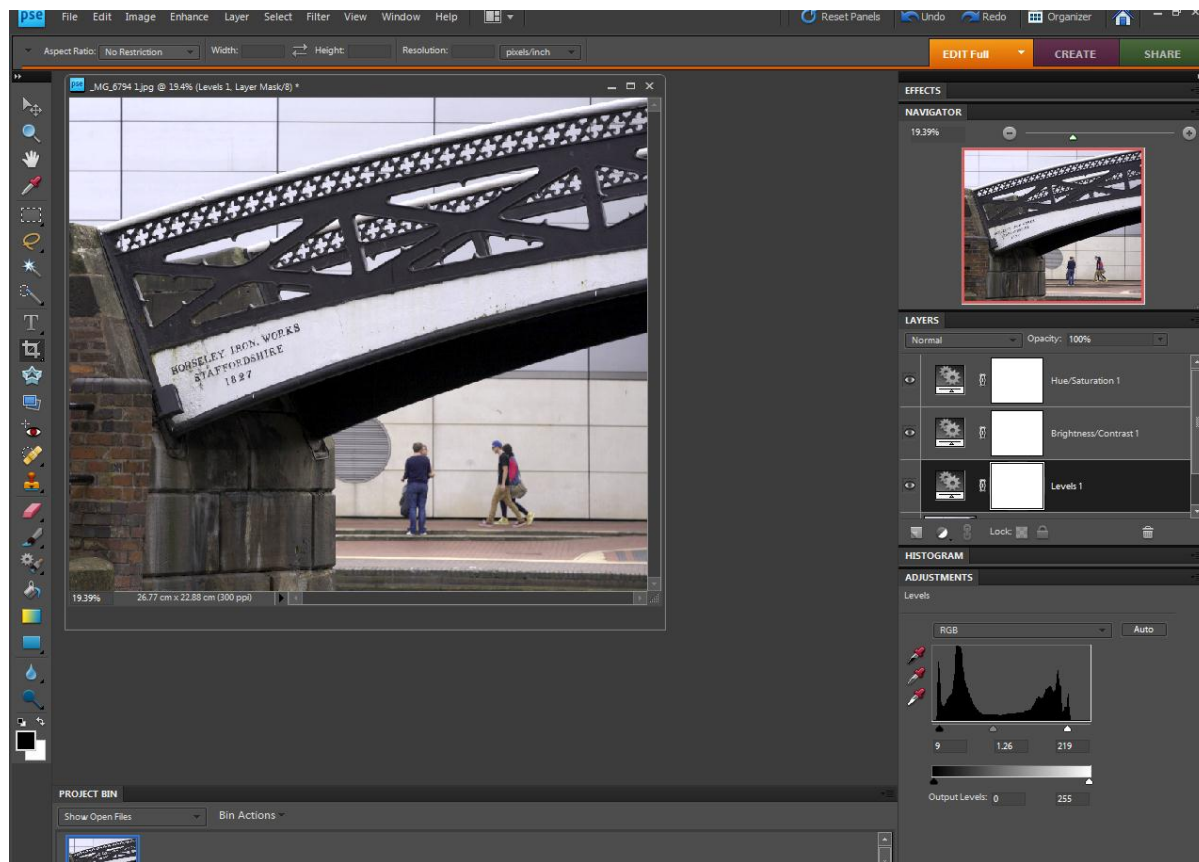 pse File Edit Image Enhance Layer Select Filter View Window Help Reset Panels Undo Redo Organizer
Aspect Ratio: No Restriction Width: Height: Resolution: pixels/inch EDIT Full CREATE SHARE
pse _MG_6794 1.jpg @ 19.4% (Levels 1, Layer Mask/8) *
HORSELEY IRON. WORKS
STAFFORDSHIRE
1827
19.39% 26.77 cm x 22.88 cm (300 ppi)
PROJECT BIN
Show Open Files Bin Actions
EFFECTS
NAVIGATOR
19.39%
LAYERS
Normal Opacity: 100%
Hue/Saturation 1
Brightness/Contrast 1
Levels 1
Lock:
HISTOGRAM
ADJUSTMENTS
Levels
RGB Auto
9 1.26 219
Output Levels: 0 255